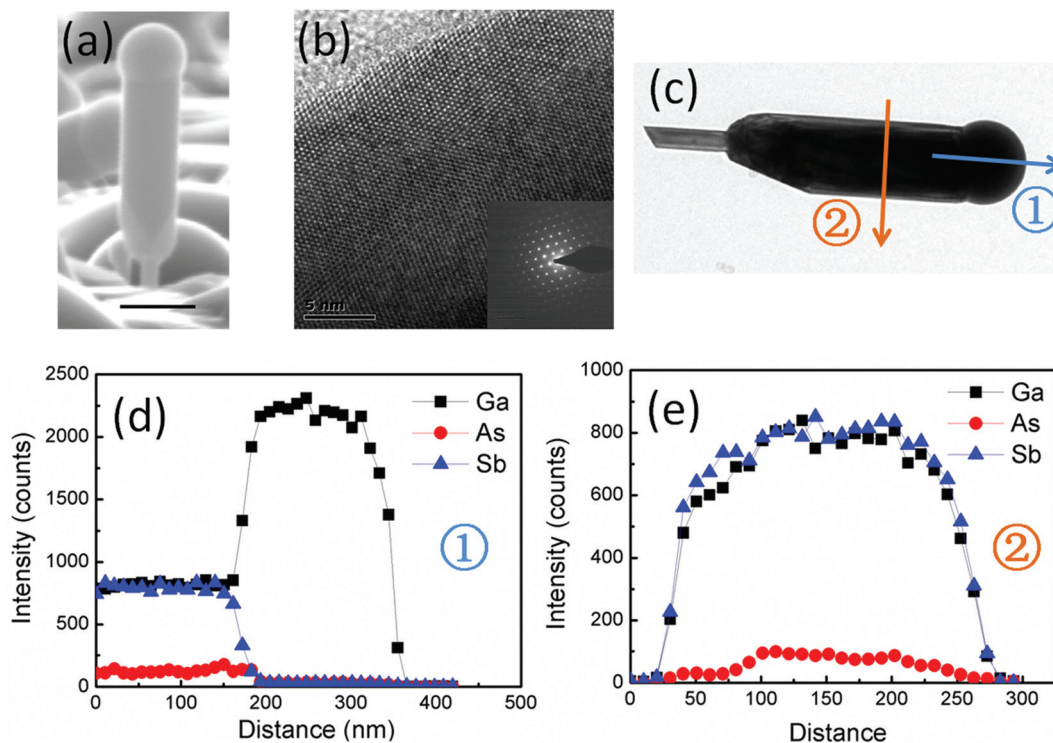 (a)
(b)
5 nm
(c)
②
①
(d)
Ga
As
Sb
①
Intensity (counts)
2500
2000
1500
1000
500
0
0 100 200 300 400 500
Distance (nm)
(e)
Ga
As
Sb
②
Intensity (counts)
1000
800
600
400
200
0
0 50 100 150 200 250 300
Distance